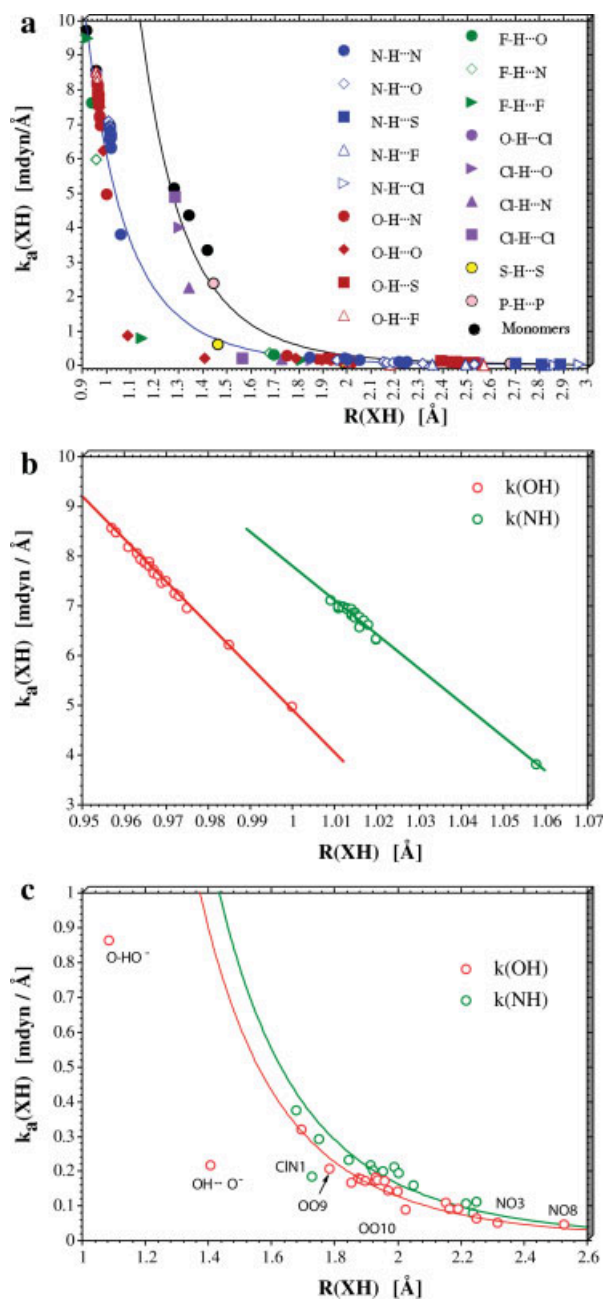 a
k_a(XH) [mdyn/Å]
10
9
8
7
6
5
4
3
2
1
0
N-H···N
N-H···O
N-H···S
N-H···F
N-H···Cl
O-H···N
O-H···O
O-H···S
O-H···F
F-H···O
F-H···N
F-H···F
O-H···Cl
Cl-H···O
Cl-H···N
Cl-H···Cl
S-H···S
P-H···P
Monomers
0.9 1 1.1 1.2 1.3 1.4 1.5 1.6 1.7 1.8 1.9 2 2.1 2.2 2.3 2.4 2.5 2.6 2.7 2.8 2.9 3
R(XH) [Å]
b
k_a(XH) [mdyn / Å]
10
9
8
7
6
5
4
3
k(OH)
k(NH)
0.95 0.96 0.97 0.98 0.99 1 1.01 1.02 1.03 1.04 1.05 1.06 1.07
R(XH) [Å]
c
k_a(XH) [mdyn / Å]
1
0.9
0.8
0.7
0.6
0.5
0.4
0.3
0.2
0.1
0
O-HO⁻
k(OH)
k(NH)
OH--O⁻
ClN1
OO9
OO10
NO3
NO8
1 1.2 1.4 1.6 1.8 2 2.2 2.4 2.6
R(XH) [Å]